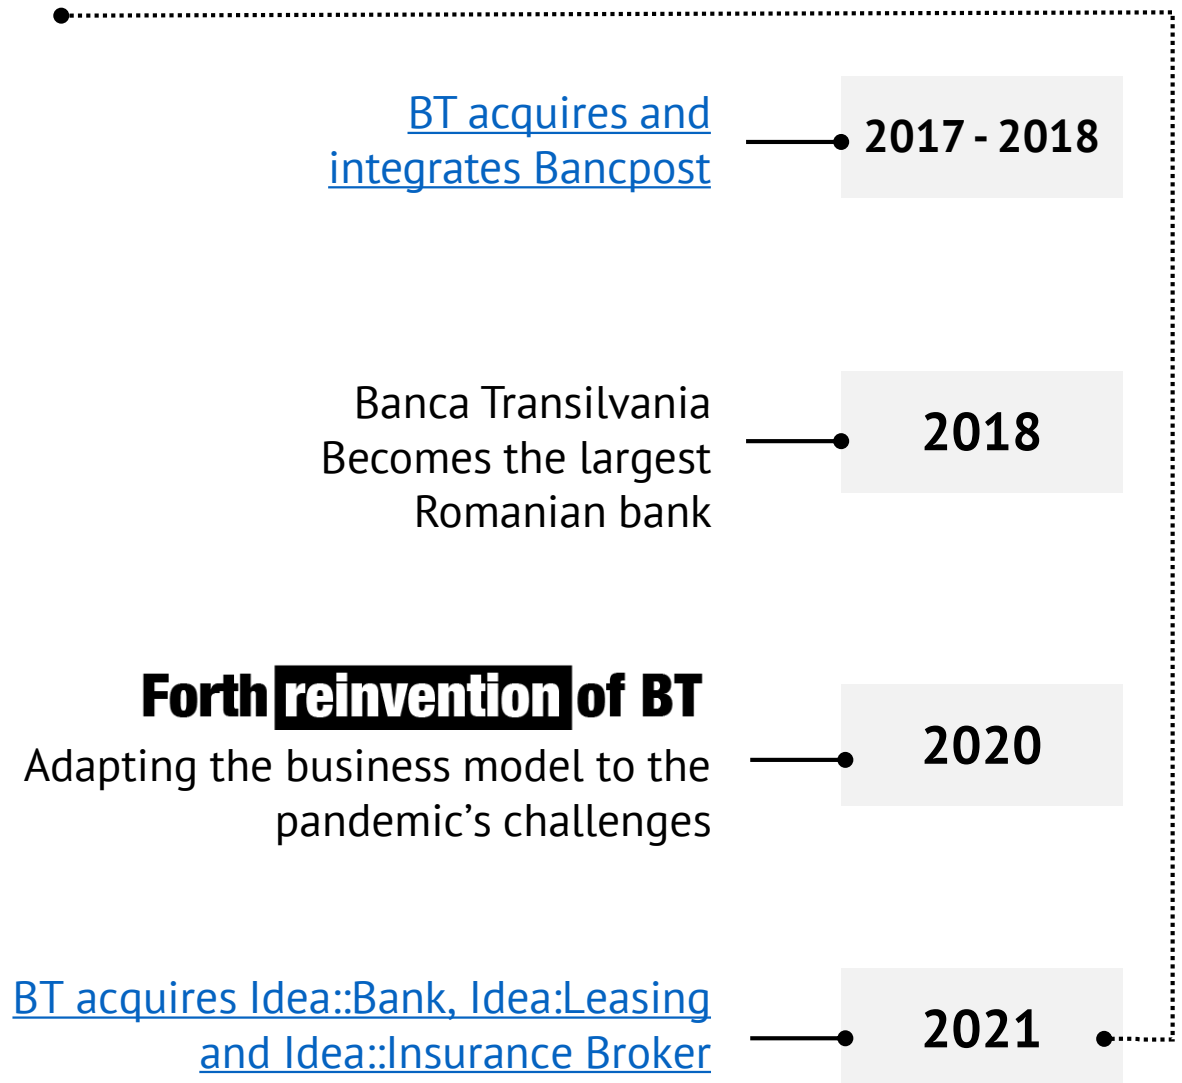 BT acquires and
integrates Bancpost
2017 - 2018
Banca Transilvania
Becomes the largest
Romanian bank
2018
Forth reinvention of BT
Adapting the business model to the
pandemic’s challenges
2020
BT acquires Idea::Bank, Idea:Leasing
and Idea::Insurance Broker
2021